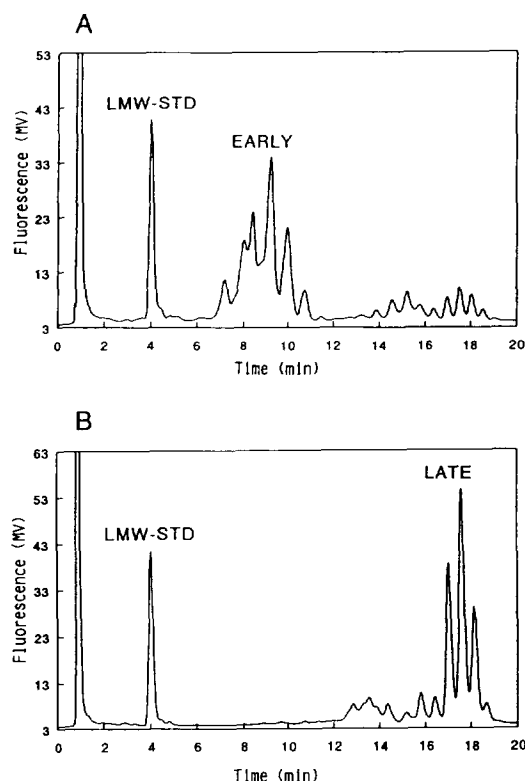 A
53
43
33
23
13
3
Fluorescence (MV)
LMW-STD
EARLY
0 2 4 6 8 10 12 14 16 18 20
Time (min)
B
63
53
43
33
23
13
3
Fluorescence (MV)
LMW-STD
LATE
0 2 4 6 8 10 12 14 16 18 20
Time (min)